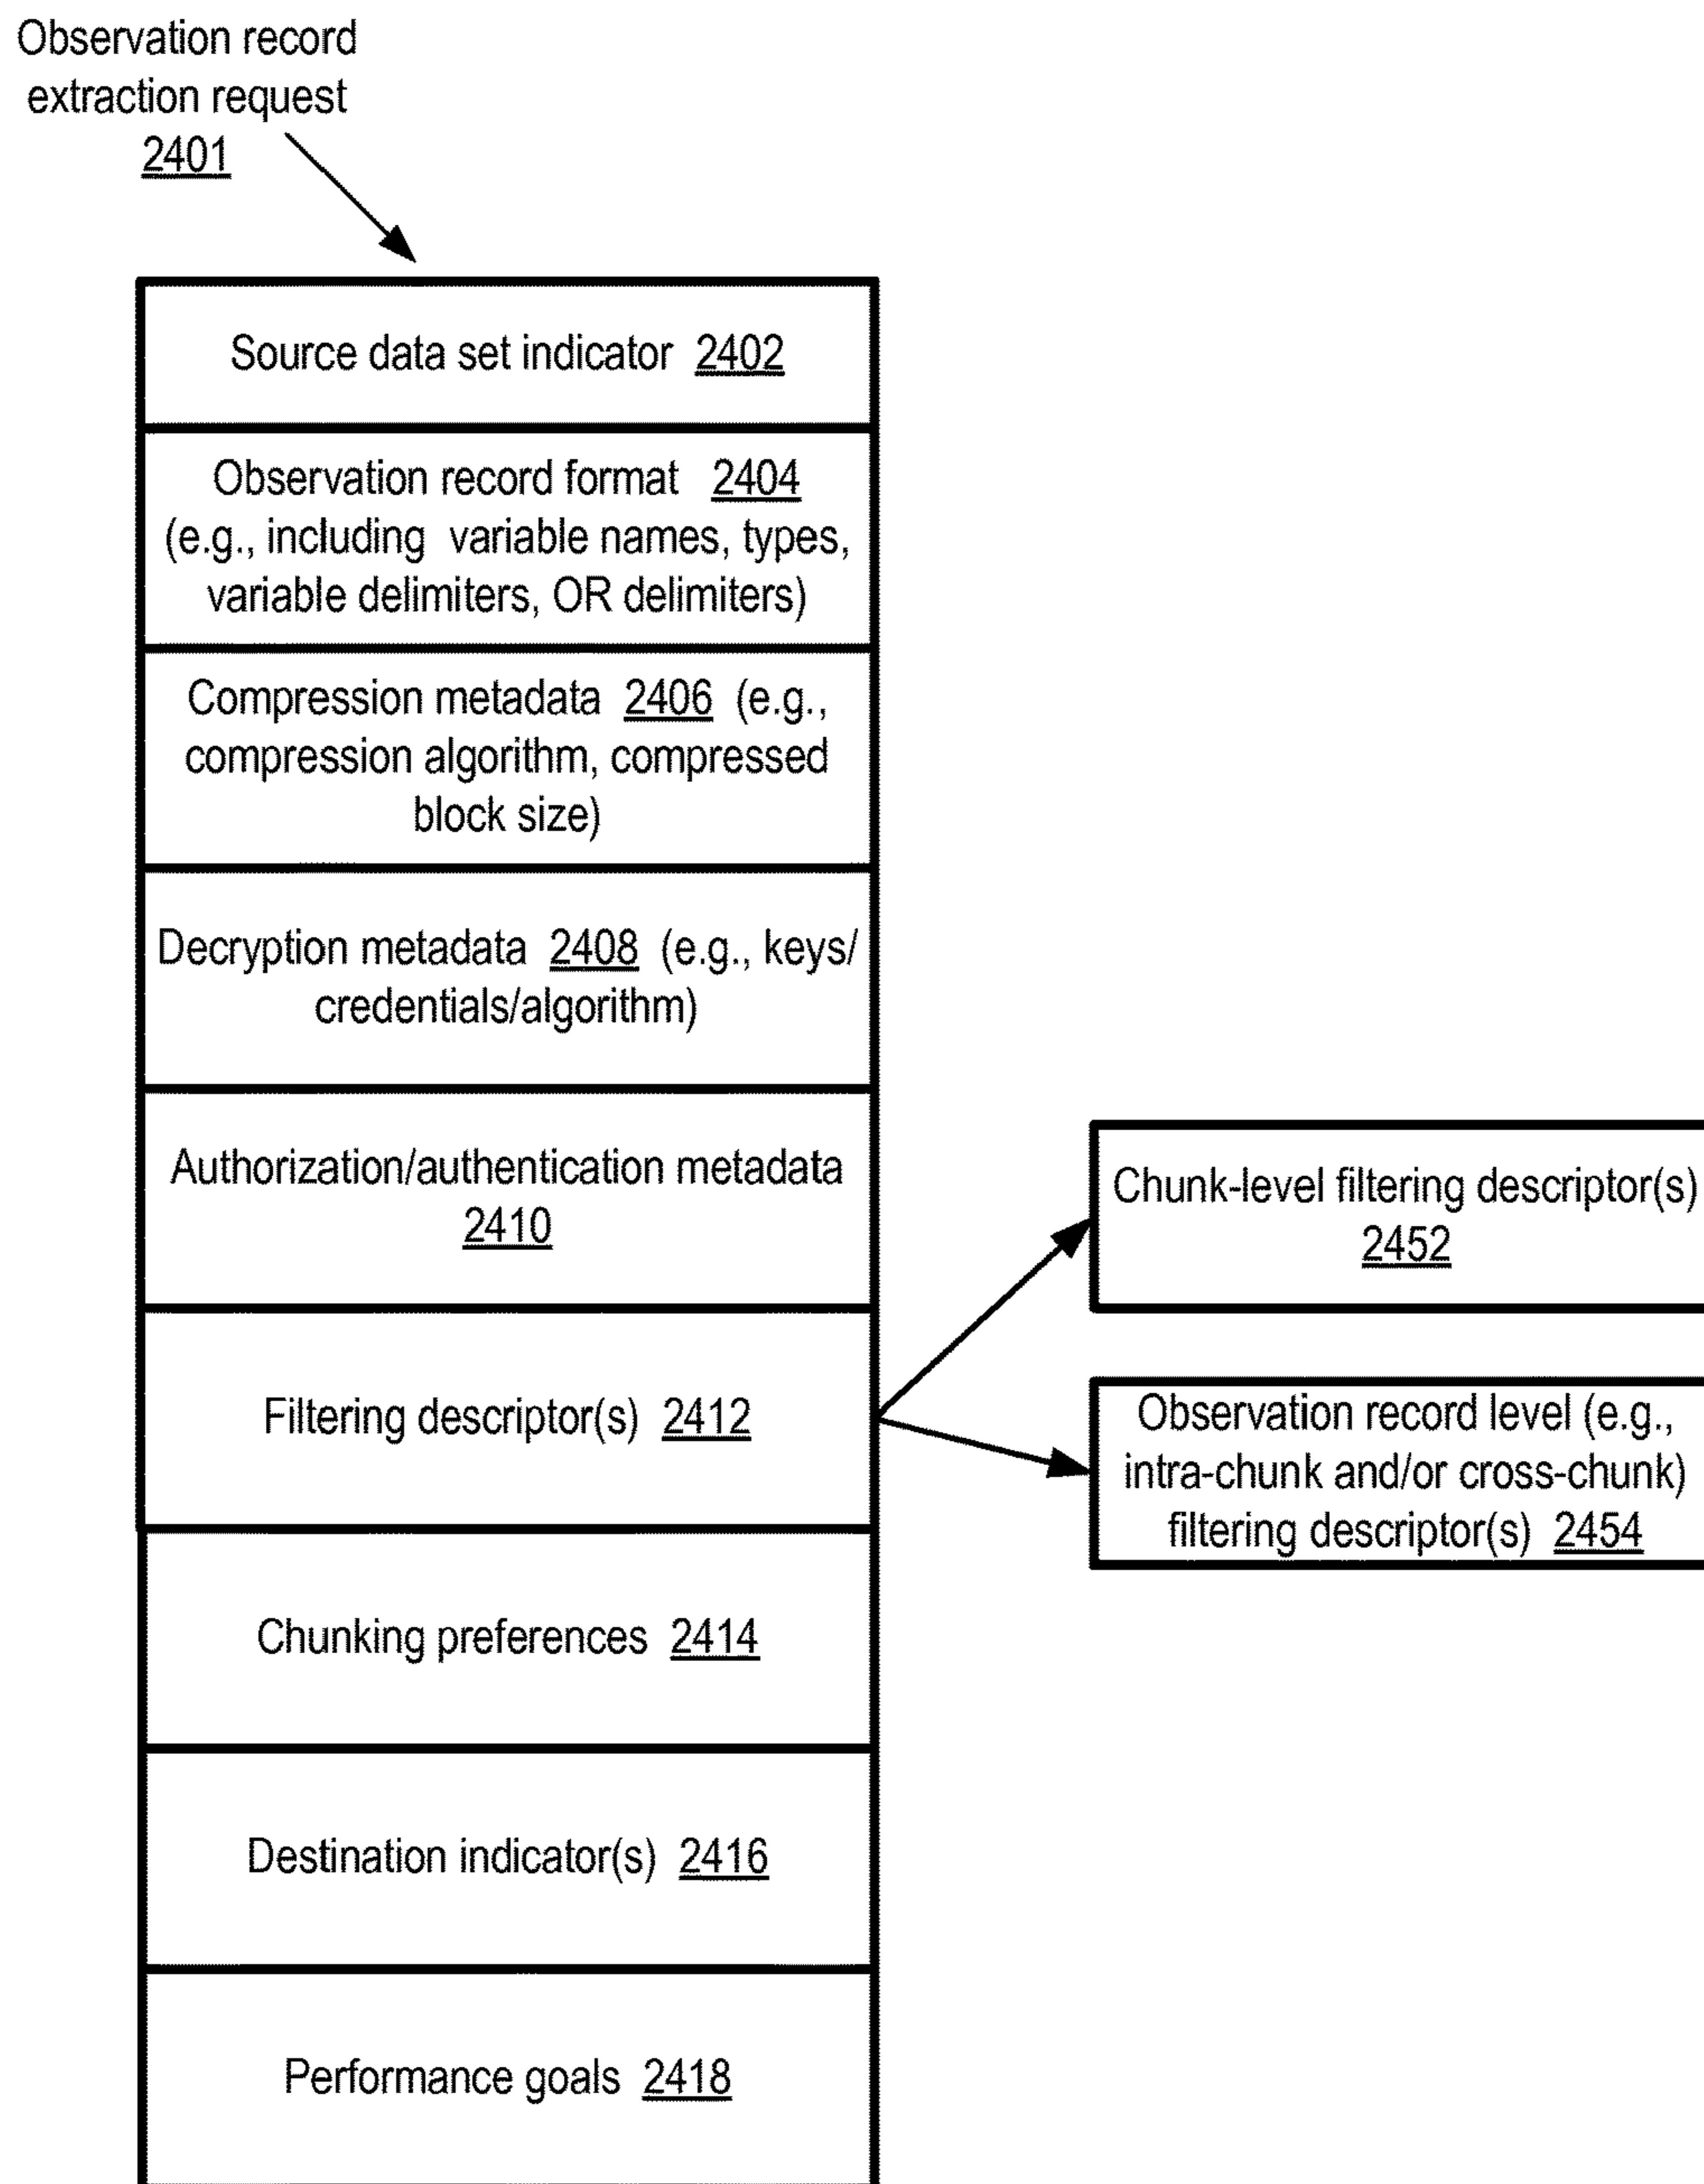 Observation record
extraction request
2401
Source data set indicator 2402
Observation record format 2404
(e.g., including variable names, types,
variable delimiters, OR delimiters)
Compression metadata 2406 (e.g.,
compression algorithm, compressed
block size)
Decryption metadata 2408 (e.g., keys/
credentials/algorithm)
Authorization/authentication metadata
2410
Filtering descriptor(s) 2412
Chunk-level filtering descriptor(s)
2452
Observation record level (e.g.,
intra-chunk and/or cross-chunk)
filtering descriptor(s) 2454
Chunking preferences 2414
Destination indicator(s) 2416
Performance goals 2418